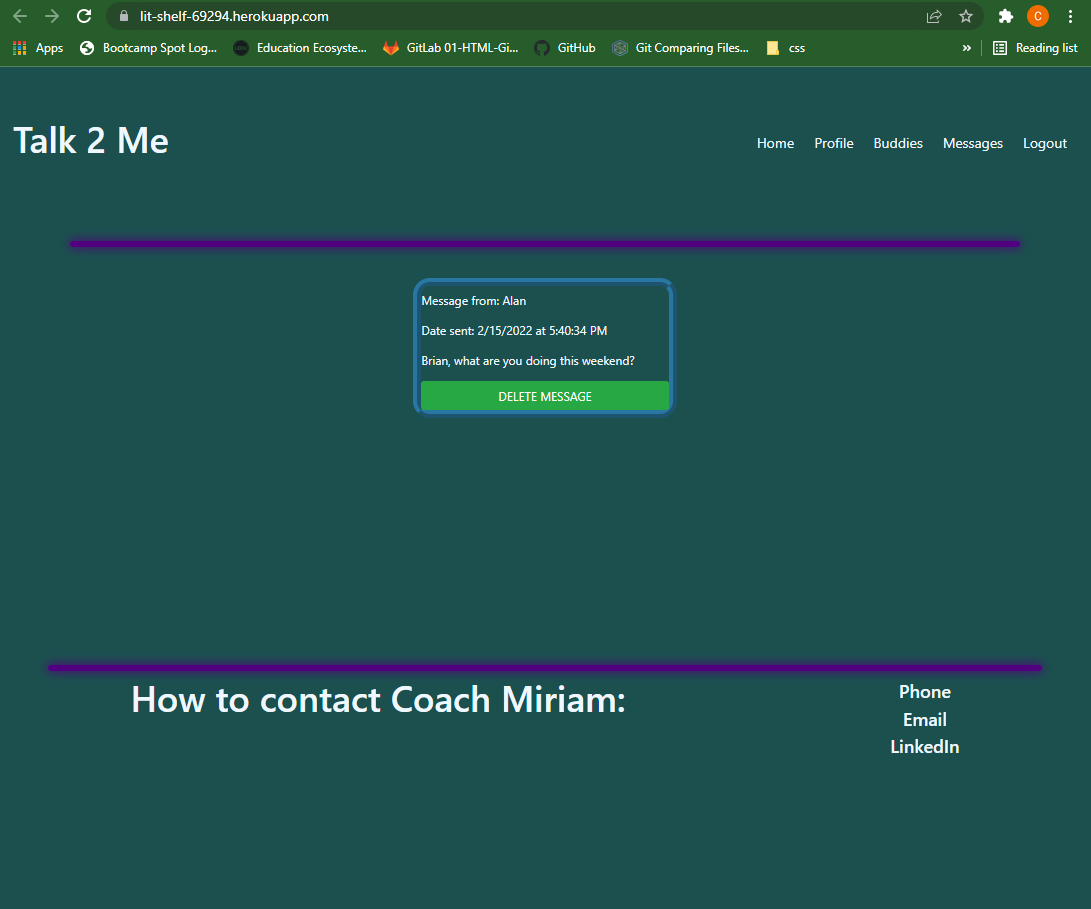 lit-shelf-69294.herokuapp.com
C
Apps Bootcamp Spot Log... Education Ecosyste... GitLab 01-HTML-Gi... GitHub Git Comparing Files... css » Reading list
Talk 2 Me
Home Profile Buddies Messages Logout
Message from: Alan
Date sent: 2/15/2022 at 5:40:34 PM
Brian, what are you doing this weekend?
DELETE MESSAGE
How to contact Coach Miriam:
Phone
Email
LinkedIn